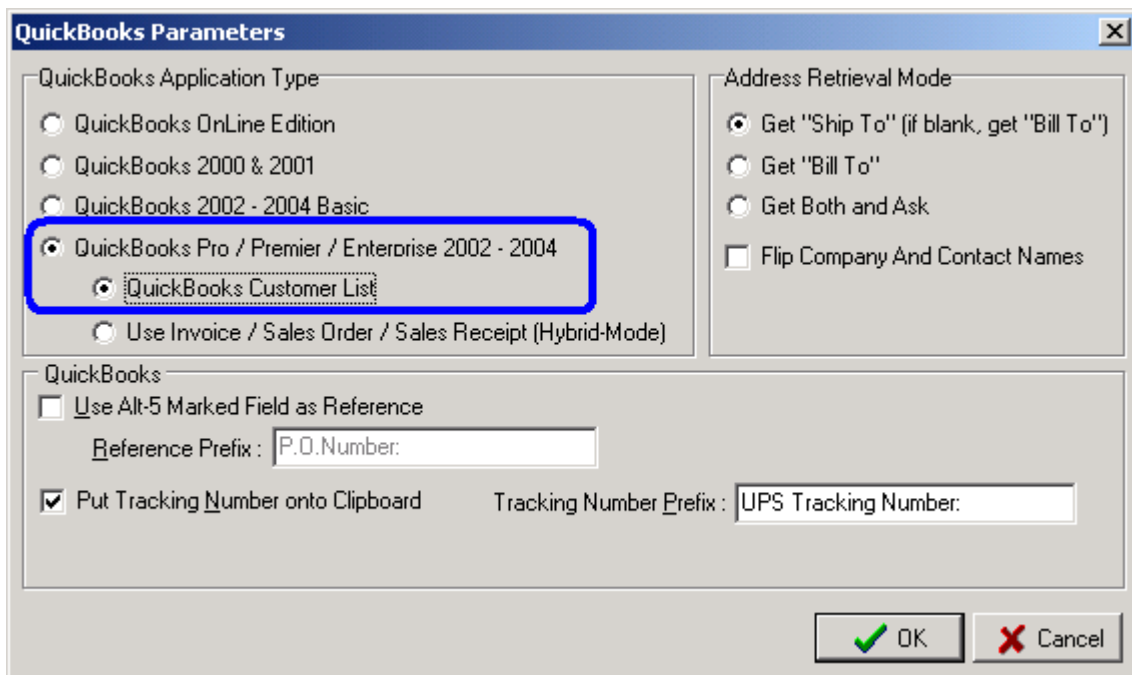 QuickBooks Parameters
QuickBooks Application Type
QuickBooks OnLine Edition
QuickBooks 2000 & 2001
QuickBooks 2002 - 2004 Basic
QuickBooks Pro / Premier / Enterprise 2002 - 2004
QuickBooks Customer List
Use Invoice / Sales Order / Sales Receipt (Hybrid-Mode)
Address Retrieval Mode
Get "Ship To" (if blank, get "Bill To")
Get "Bill To"
Get Both and Ask
Flip Company And Contact Names
QuickBooks
Use Alt-5 Marked Field as Reference
Reference Prefix : P.O.Number:
Put Tracking Number onto Clipboard Tracking Number Prefix : UPS Tracking Number:
OK Cancel